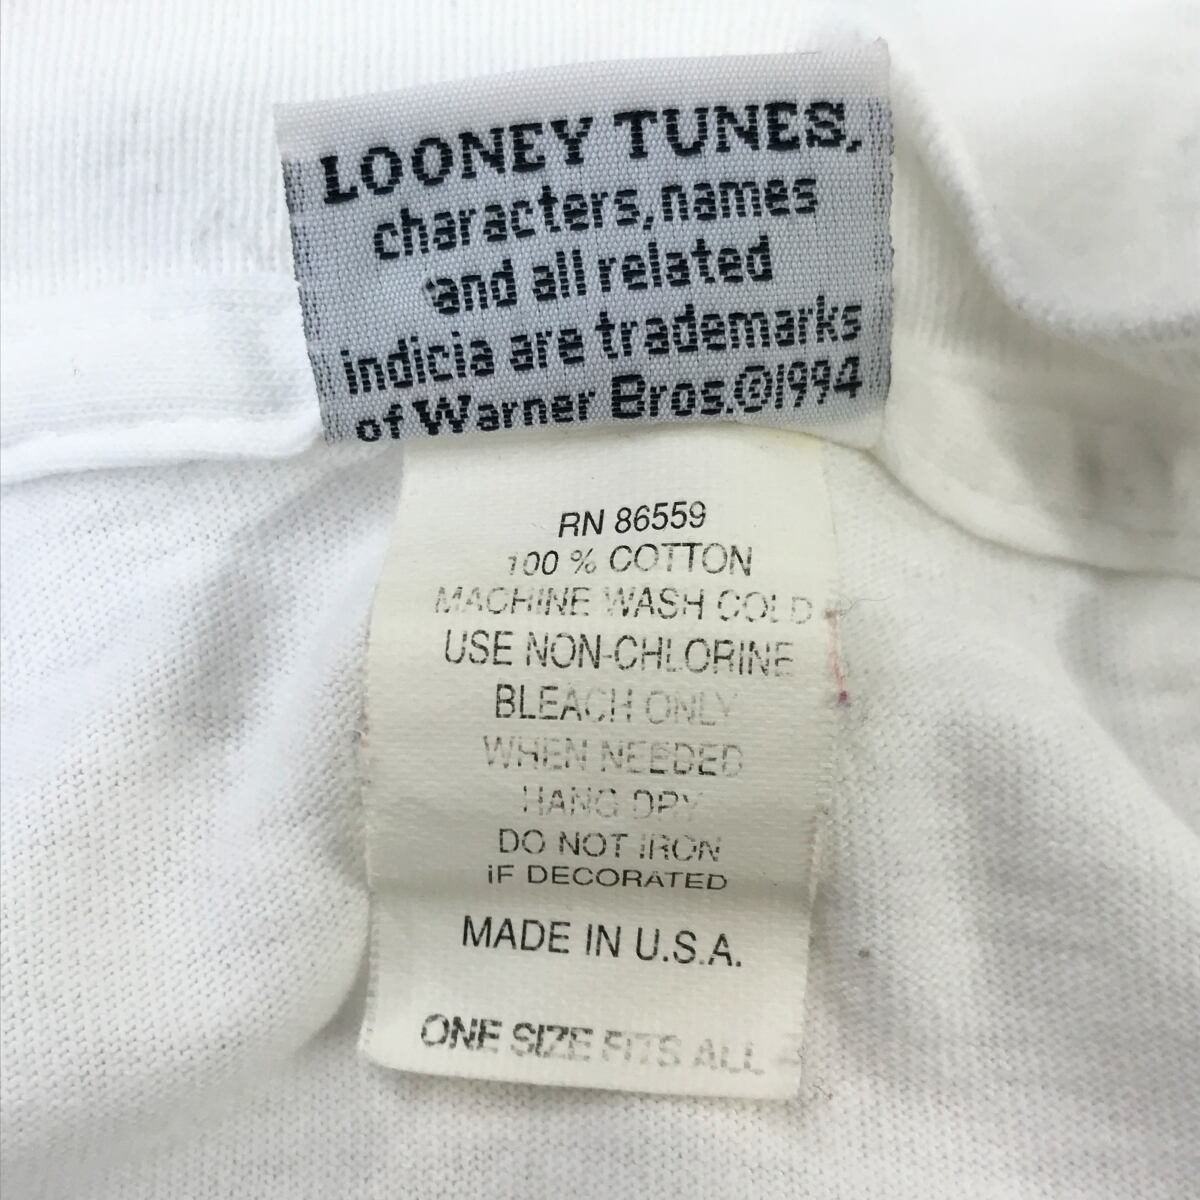 LOONEY TUNES,
characters, names
and all related
indicia are trademarks
of Warner Bros.©1994
RN 86559
100 % COTTON
MACHINE WASH COLD
USE NON-CHLORINE
BLEACH ONLY
WHEN NEEDED
HANG DRY
DO NOT IRON
IF DECORATED
MADE IN U.S.A.
ONE SIZE FITS ALL